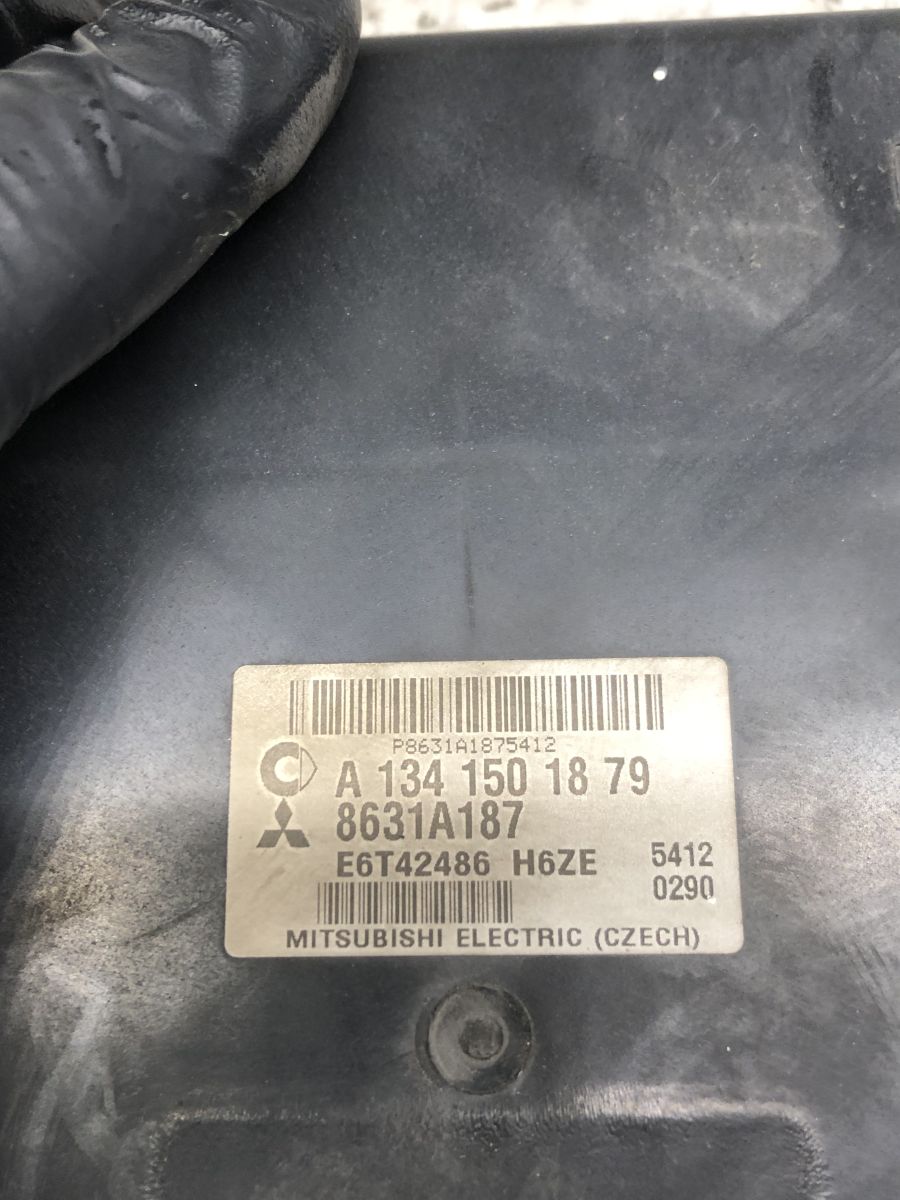 P8631A1875412
A 134 150 18 79
8631A187
E6T42486 H6ZE
5412
0290
MITSUBISHI ELECTRIC (CZECH)